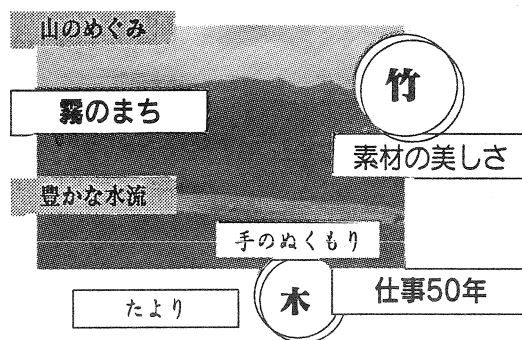 山のめぐみ
竹
霧のまち
素材の美しさ
豊かな水流
手のぬくもり
木
仕事50年
たより